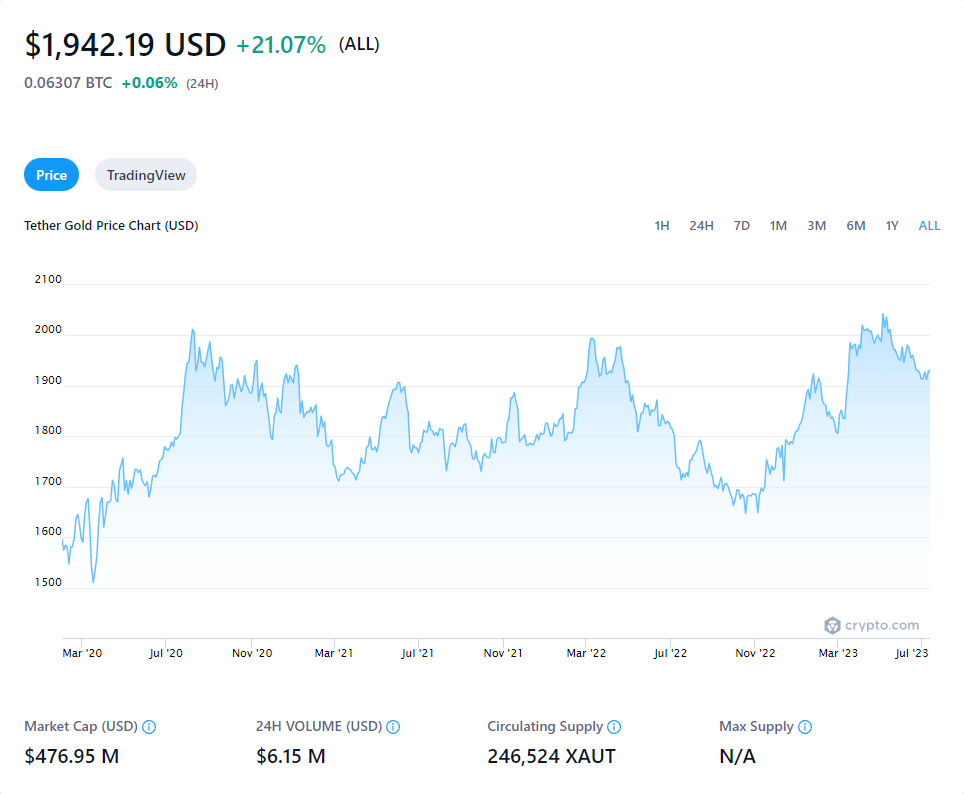 $1,942.19 USD +21.07% (ALL)
0.06307 BTC +0.06% (24H)
Price TradingView
Tether Gold Price Chart (USD) 1H 24H 7D 1M 3M 6M 1Y ALL
2100
2000
1900
1800
1700
1600
1500
crypto.com
Mar '20 Jul '20 Nov '20 Mar '21 Jul '21 Nov '21 Mar '22 Jul '22 Nov '22 Mar '23 Jul '23
Market Cap (USD) 24H VOLUME (USD) Circulating Supply Max Supply
$476.95 M $6.15 M 246,524 XAUT N/A